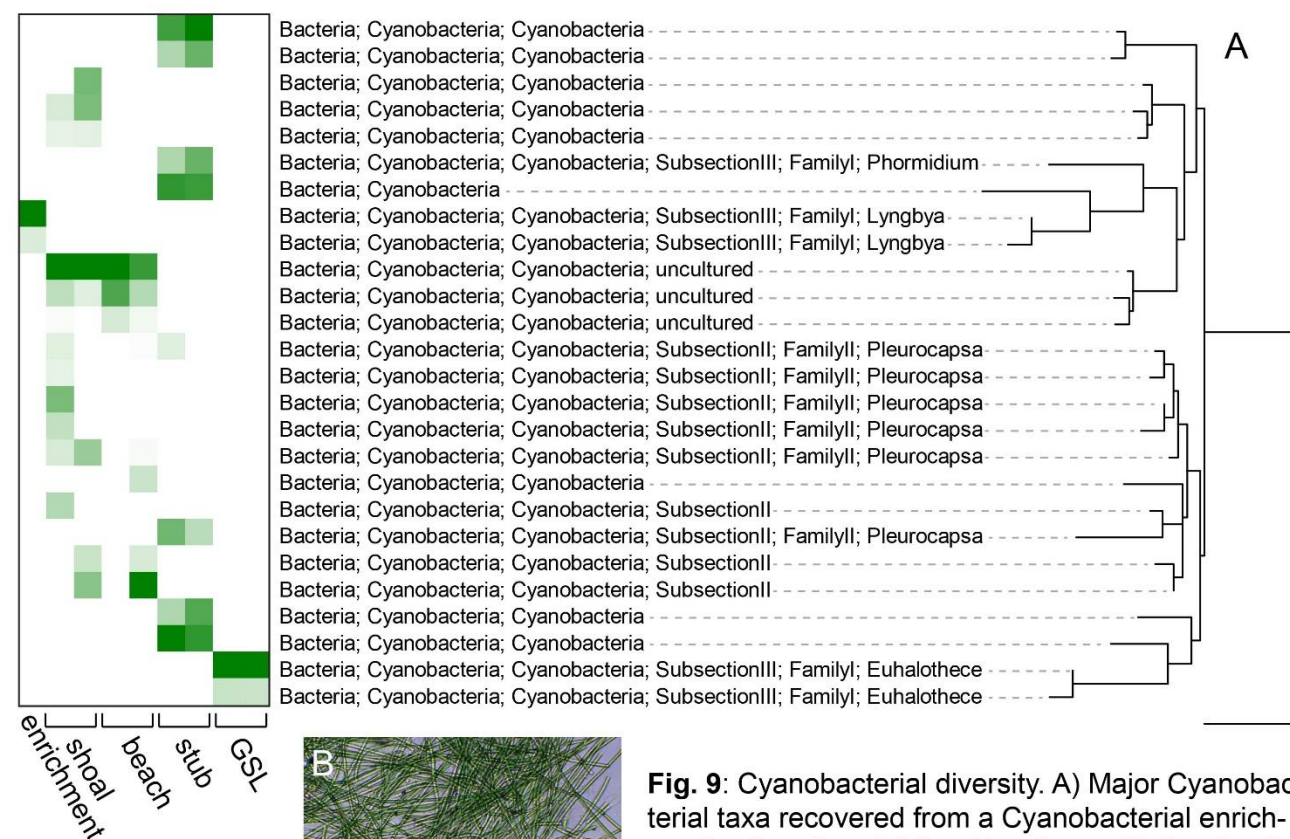 Bacteria; Cyanobacteria; Cyanobacteria
Bacteria; Cyanobacteria; Cyanobacteria
Bacteria; Cyanobacteria; Cyanobacteria
Bacteria; Cyanobacteria; Cyanobacteria
Bacteria; Cyanobacteria; Cyanobacteria
Bacteria; Cyanobacteria; Cyanobacteria; SubsectionIII; FamilyI; Phormidium
Bacteria; Cyanobacteria
Bacteria; Cyanobacteria; Cyanobacteria; SubsectionIII; FamilyI; Lyngbya
Bacteria; Cyanobacteria; Cyanobacteria; SubsectionIII; FamilyI; Lyngbya
Bacteria; Cyanobacteria; Cyanobacteria; uncultured
Bacteria; Cyanobacteria; Cyanobacteria; uncultured
Bacteria; Cyanobacteria; Cyanobacteria; uncultured
Bacteria; Cyanobacteria; Cyanobacteria; SubsectionII; FamilyII; Pleurocapsa
Bacteria; Cyanobacteria; Cyanobacteria; SubsectionII; FamilyII; Pleurocapsa
Bacteria; Cyanobacteria; Cyanobacteria; SubsectionII; FamilyII; Pleurocapsa
Bacteria; Cyanobacteria; Cyanobacteria; SubsectionII; FamilyII; Pleurocapsa
Bacteria; Cyanobacteria; Cyanobacteria; SubsectionII; FamilyII; Pleurocapsa
Bacteria; Cyanobacteria; Cyanobacteria
Bacteria; Cyanobacteria; Cyanobacteria; SubsectionII
Bacteria; Cyanobacteria; Cyanobacteria; SubsectionII; FamilyII; Pleurocapsa
Bacteria; Cyanobacteria; Cyanobacteria; SubsectionII
Bacteria; Cyanobacteria; Cyanobacteria; SubsectionII
Bacteria; Cyanobacteria; Cyanobacteria
Bacteria; Cyanobacteria; Cyanobacteria
Bacteria; Cyanobacteria; Cyanobacteria; SubsectionIII; FamilyI; Euhalothece
Bacteria; Cyanobacteria; Cyanobacteria; SubsectionIII; FamilyI; Euhalothece
A
enrichment
shoal
beach
stub
GSL
B
Fig. 9: Cyanobacterial diversity. A) Major Cyanobac
terial taxa recovered from a Cyanobacterial enrich-